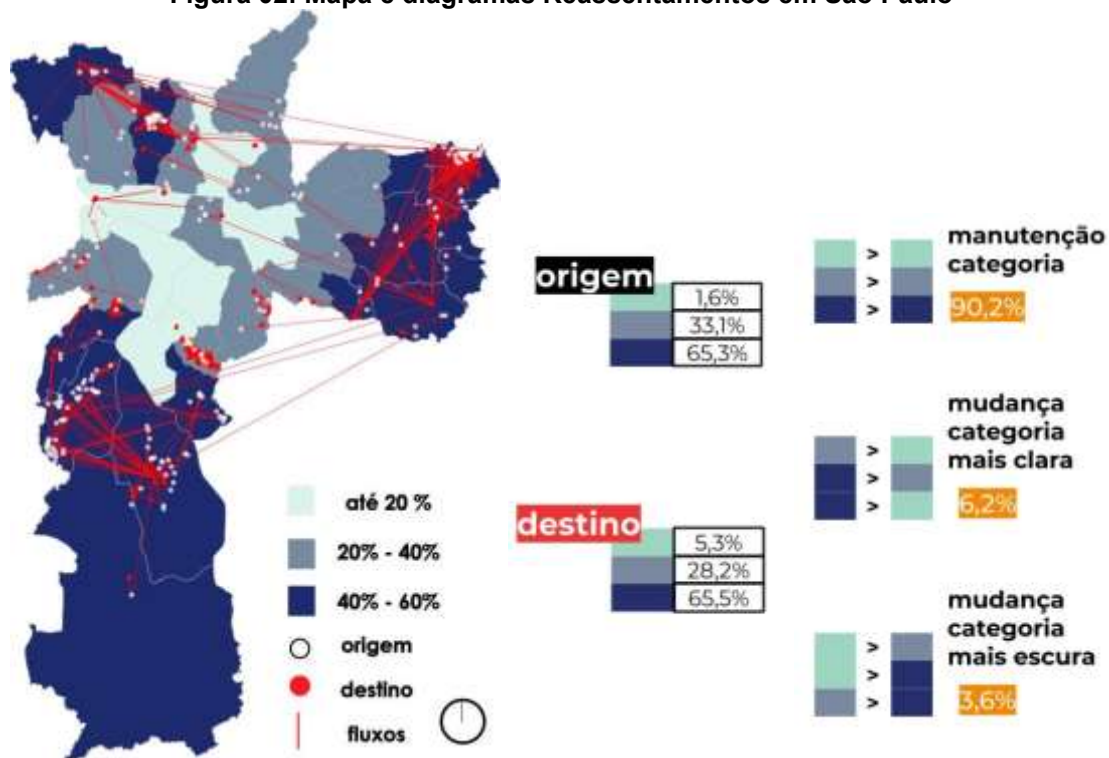 Figura 02: Mapa e diagramas Reassentamentos em São Paulo
origem
1,6%
33,1%
65,3%
manutenção
categoria
> 
>
>
90,2%
mudança
categoria
mais clara
>
>
>
6,2%
destino
5,3%
28,2%
65,5%
mudança
categoria
mais escura
>
>
>
3,6%
até 20 %
20% - 40%
40% - 60%
origem
destino
fluxos